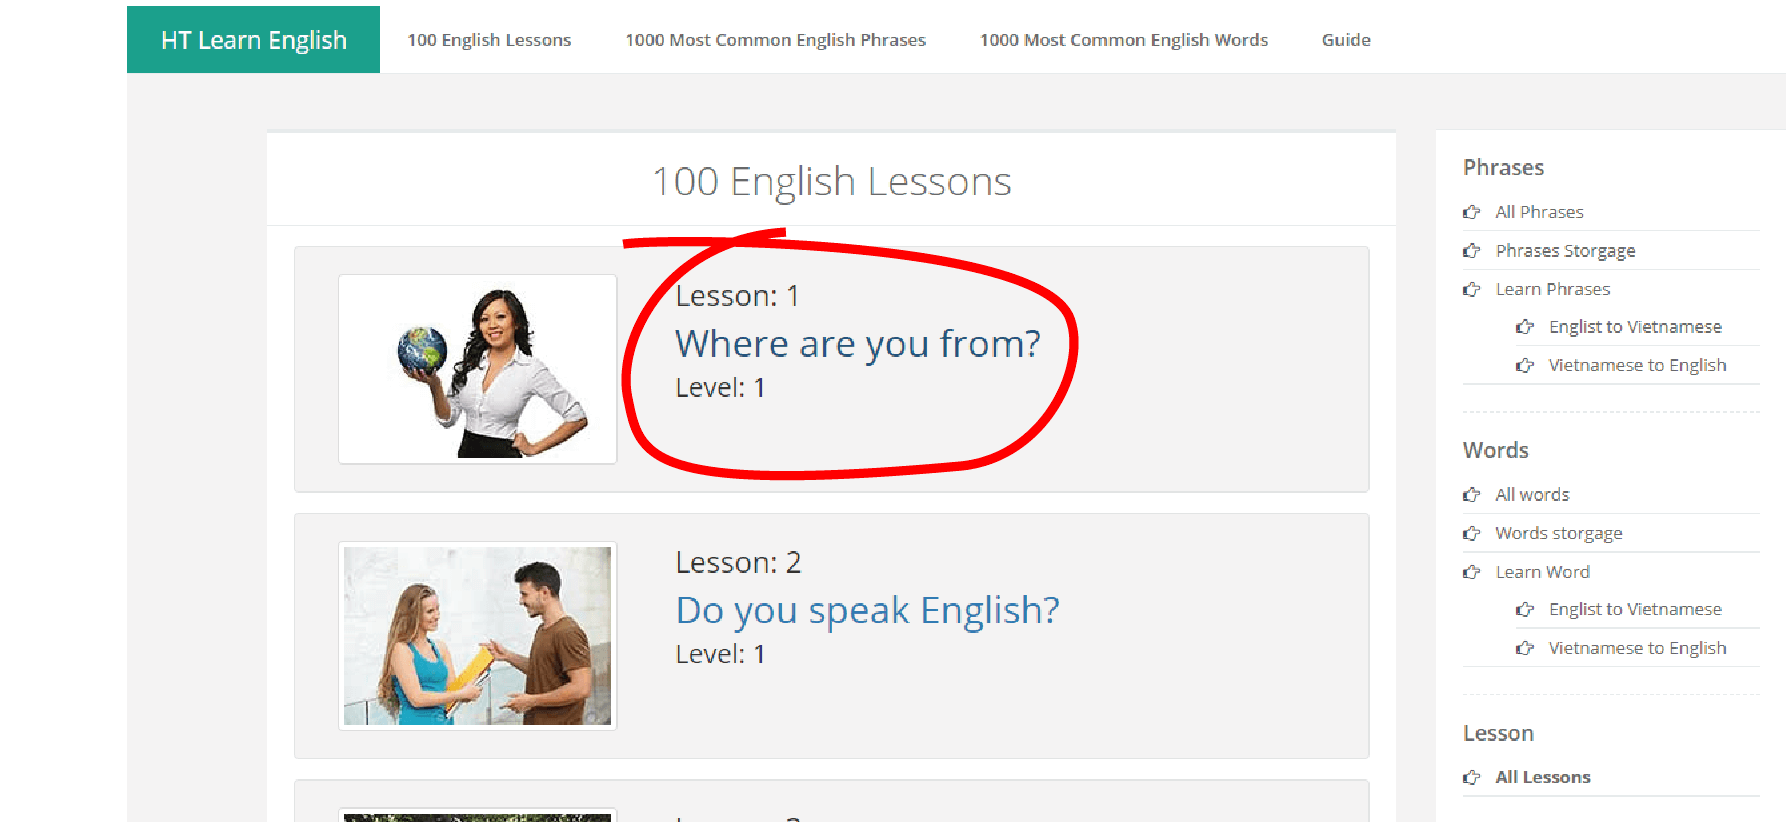 HT Learn English
100 English Lessons
1000 Most Common English Phrases
1000 Most Common English Words
Guide
100 English Lessons
Lesson: 1
Where are you from?
Level: 1
Lesson: 2
Do you speak English?
Level: 1
Phrases
All Phrases
Phrases Storgage
Learn Phrases
Englist to Vietnamese
Vietnamese to English
Words
All words
Words storgage
Learn Word
Englist to Vietnamese
Vietnamese to English
Lesson
All Lessons